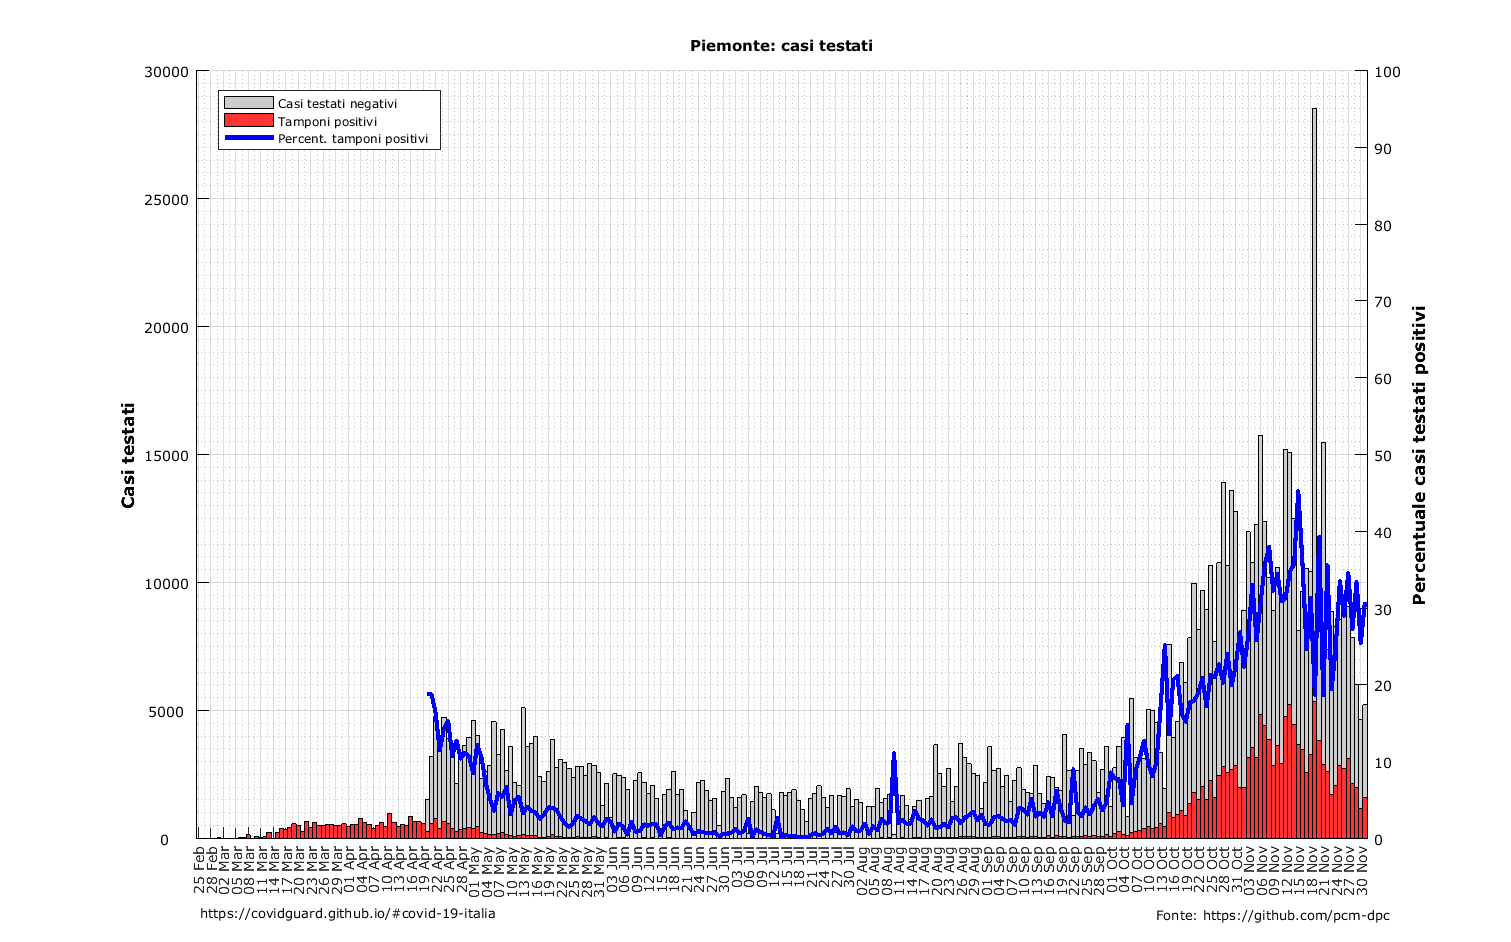 Piemonte: casi testati
Casi testati negativi
Tamponi positivi
Percent. tamponi positivi
30000
25000
20000
15000
10000
5000
0
Casi testati
100
90
80
70
60
50
40
30
20
10
0
Percentuale casi testati positivi
25 Feb
28 Feb
02 Mar
05 Mar
08 Mar
11 Mar
14 Mar
17 Mar
20 Mar
23 Mar
26 Mar
29 Mar
01 Apr
04 Apr
07 Apr
10 Apr
13 Apr
16 Apr
19 Apr
22 Apr
25 Apr
28 Apr
01 May
04 May
07 May
10 May
13 May
16 May
19 May
22 May
25 May
28 May
31 May
03 Jun
06 Jun
09 Jun
12 Jun
15 Jun
18 Jun
21 Jun
24 Jun
27 Jun
30 Jun
03 Jul
06 Jul
09 Jul
12 Jul
15 Jul
18 Jul
21 Jul
24 Jul
27 Jul
30 Jul
02 Aug
05 Aug
08 Aug
11 Aug
14 Aug
17 Aug
20 Aug
23 Aug
26 Aug
29 Aug
01 Sep
04 Sep
07 Sep
10 Sep
13 Sep
16 Sep
19 Sep
22 Sep
25 Sep
28 Sep
01 Oct
04 Oct
07 Oct
10 Oct
13 Oct
16 Oct
19 Oct
22 Oct
25 Oct
28 Oct
31 Oct
03 Nov
06 Nov
09 Nov
12 Nov
15 Nov
18 Nov
21 Nov
24 Nov
27 Nov
30 Nov
https://covidguard.github.io/#covid-19-italia
Fonte: https://github.com/pcm-dpc